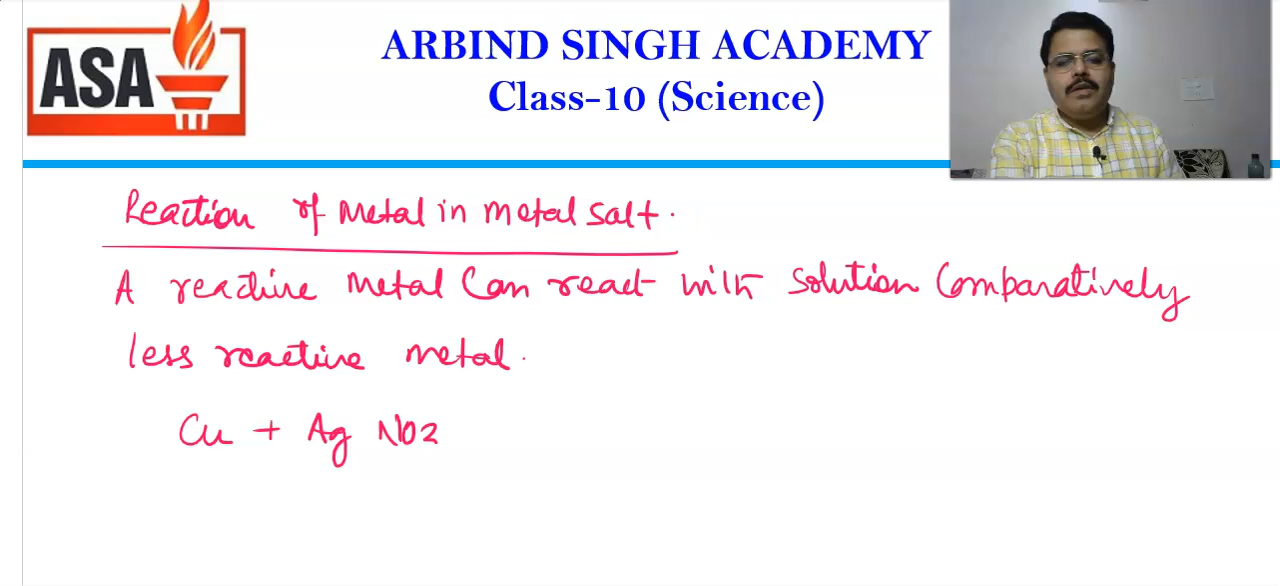 ASA
ARBIND SINGH ACADEMY
Class-10 (Science)
Reaction of Metal in metal salt.
A reactive metal can react with solution comparatively
less reactive metal.
Cu + Ag NO2